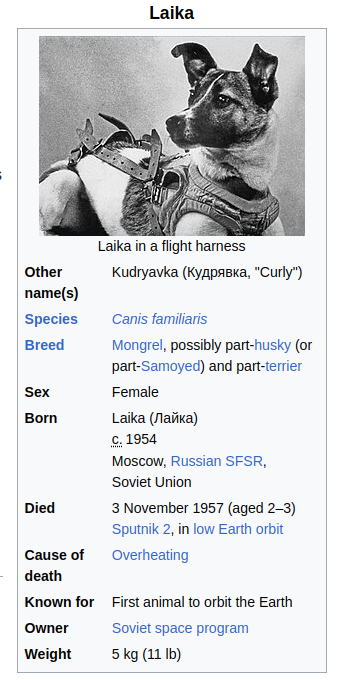 Laika
Laika in a flight harness
Other name(s) Kudryavka (Кудрявка, "Curly")
Species Canis familiaris
Breed Mongrel, possibly part-husky (or
part-Samoyed) and part-terrier
Sex Female
Born Laika (Лайка)
c. 1954
Moscow, Russian SFSR,
Soviet Union
Died 3 November 1957 (aged 2–3)
Sputnik 2, in low Earth orbit
Cause of death Overheating
Known for First animal to orbit the Earth
Owner Soviet space program
Weight 5 kg (11 lb)